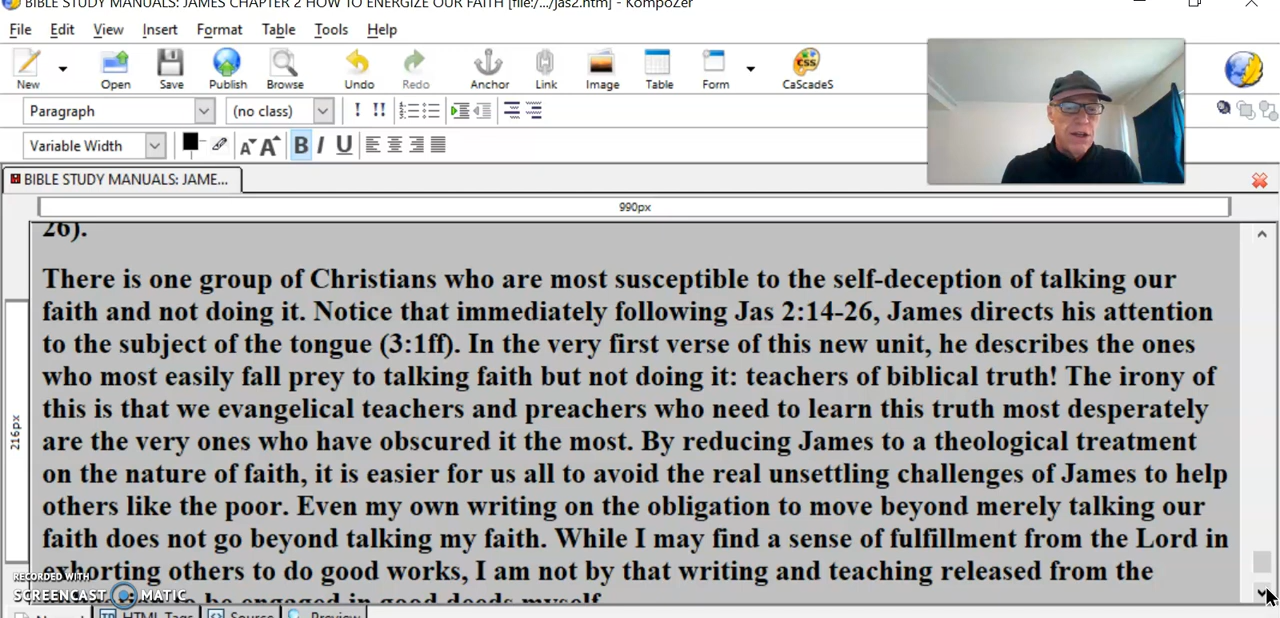 BIBLE STUDY MANUALS: JAMES CHAPTER 2 HOW TO ENERGIZE OUR FAITH [file:/.../jas2.htm] - KompoZer
File Edit View Insert Format Table Tools Help
New Open Save Publish Browse Undo Redo Anchor Link Image Table Form CaScadeS
Paragraph (no class) ! !!
Variable Width A A B I U
BIBLE STUDY MANUALS: JAME...
990px
216px
26).
There is one group of Christians who are most susceptible to the self-deception of talking our
faith and not doing it. Notice that immediately following Jas 2:14-26, James directs his attention
to the subject of the tongue (3:1ff). In the very first verse of this new unit, he describes the ones
who most easily fall prey to talking faith but not doing it: teachers of biblical truth! The irony of
this is that we evangelical teachers and preachers who need to learn this truth most desperately
are the very ones who have obscured it the most. By reducing James to a theological treatment
on the nature of faith, it is easier for us all to avoid the real unsettling challenges of James to help
others like the poor. Even my own writing on the obligation to move beyond merely talking our
faith does not go beyond talking my faith. While I may find a sense of fulfillment from the Lord in
exhorting others to do good works, I am not by that writing and teaching released from the
to be engaged in good deeds myself.
RECORDED WITH
SCREENCAST MATIC
HTML Tags Source Preview